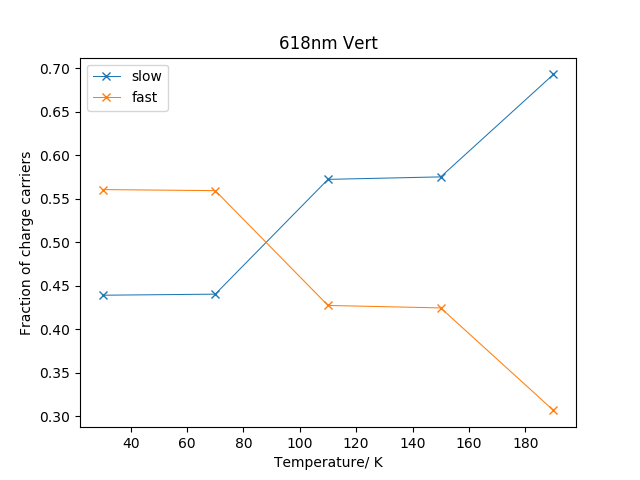 618nm Vert
slow
fast
Fraction of charge carriers
0.70
0.65
0.60
0.55
0.50
0.45
0.40
0.35
0.30
40 60 80 100 120 140 160 180
Temperature/ K